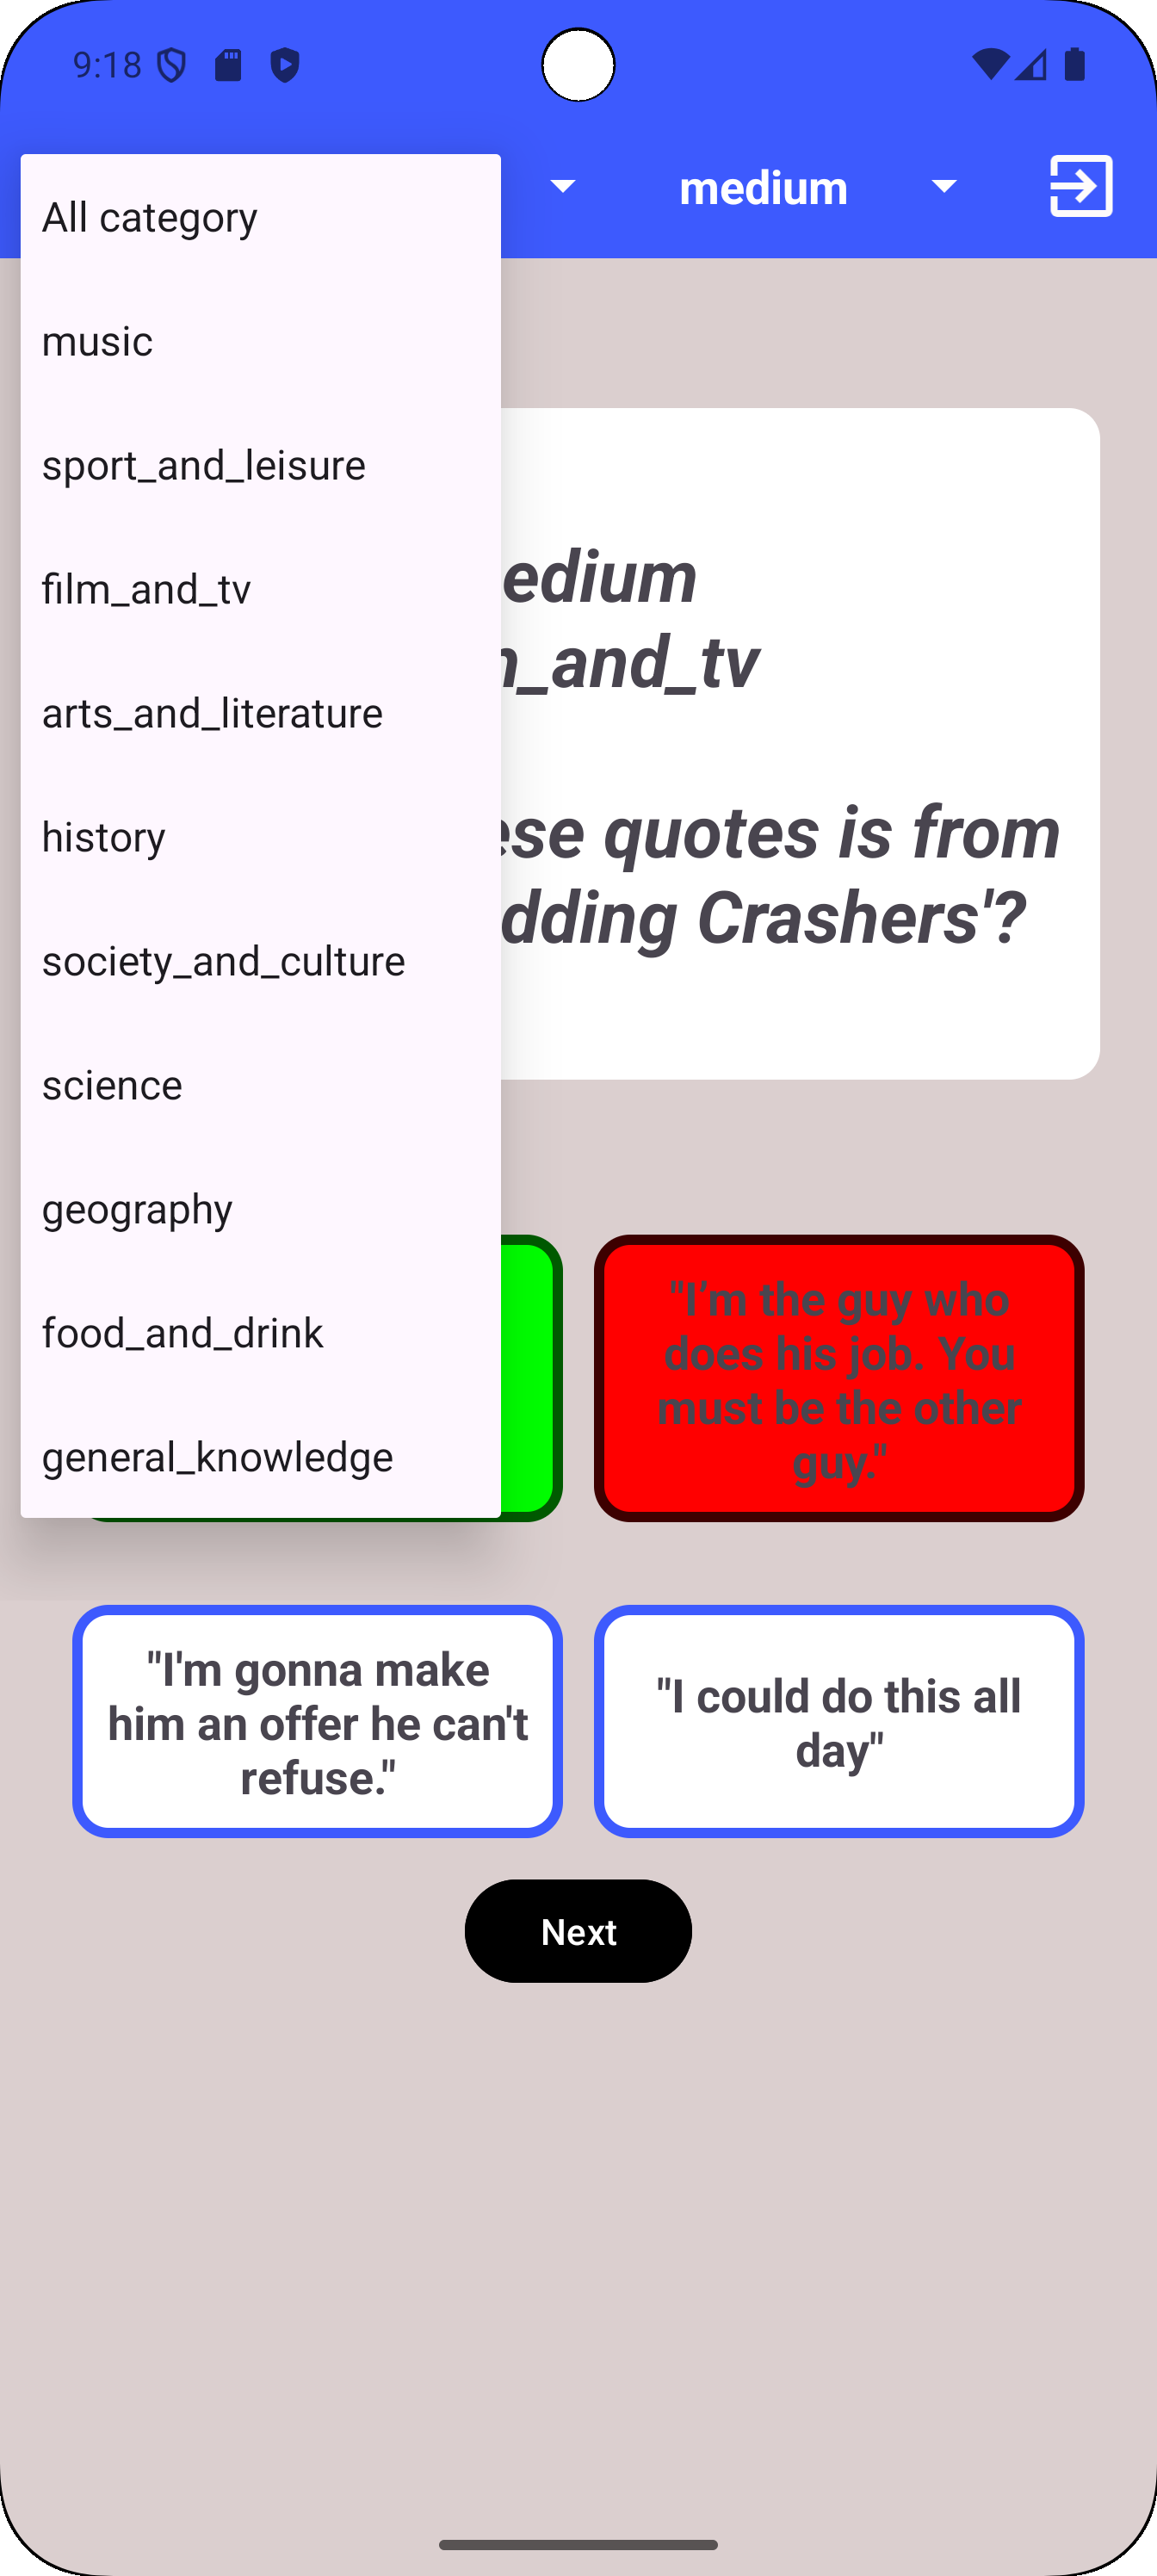 9:18
medium
All category
music
sport_and_leisure
film_and_tv
arts_and_literature
history
society_and_culture
science
geography
food_and_drink
general_knowledge
edium
_and_tv
ese quotes is from
dding Crashers'?
"I’m the guy who
does his job. You
must be the other
guy."
"I'm gonna make
him an offer he can't
refuse."
"I could do this all
day"
Next